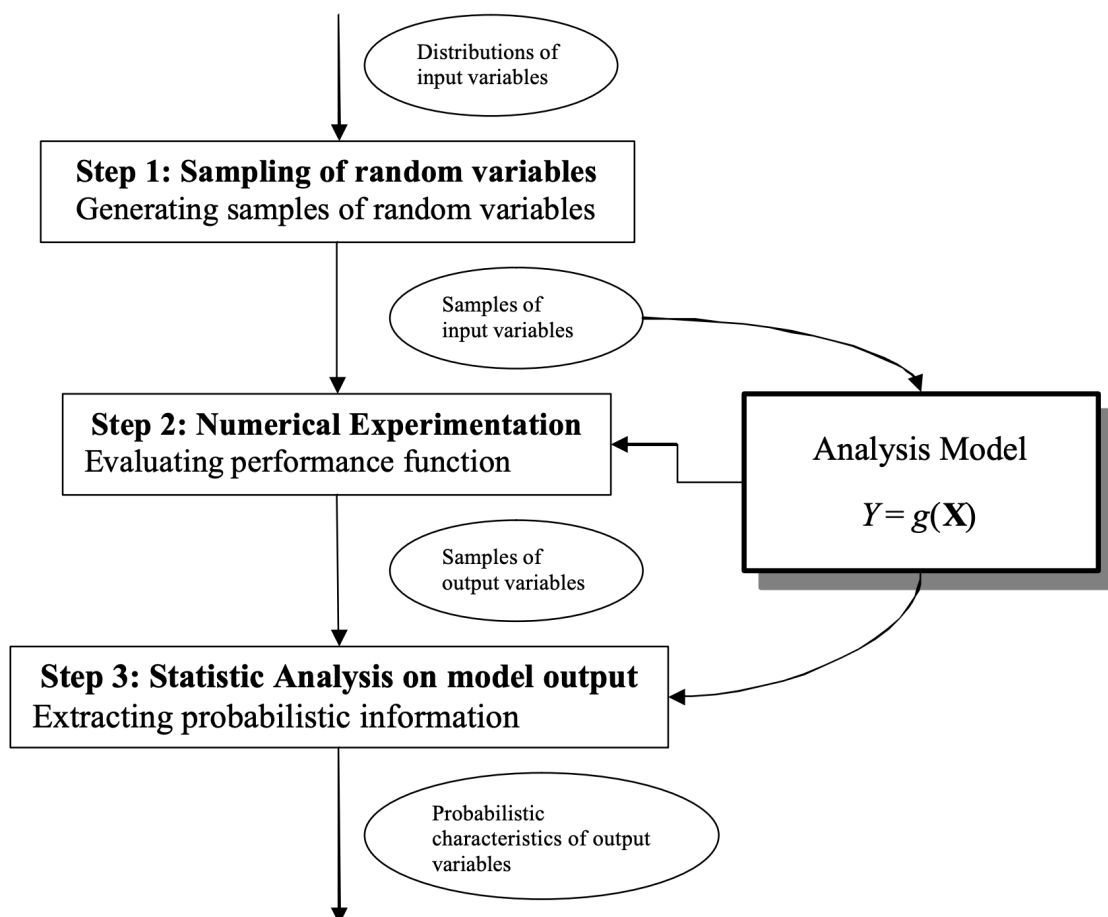 Distributions of
input variables
Step 1: Sampling of random variables
Generating samples of random variables
Samples of
input variables
Step 2: Numerical Experimentation
Evaluating performance function
Analysis Model
Y = g(X)
Samples of
output variables
Step 3: Statistic Analysis on model output
Extracting probabilistic information
Probabilistic
characteristics of output
variables